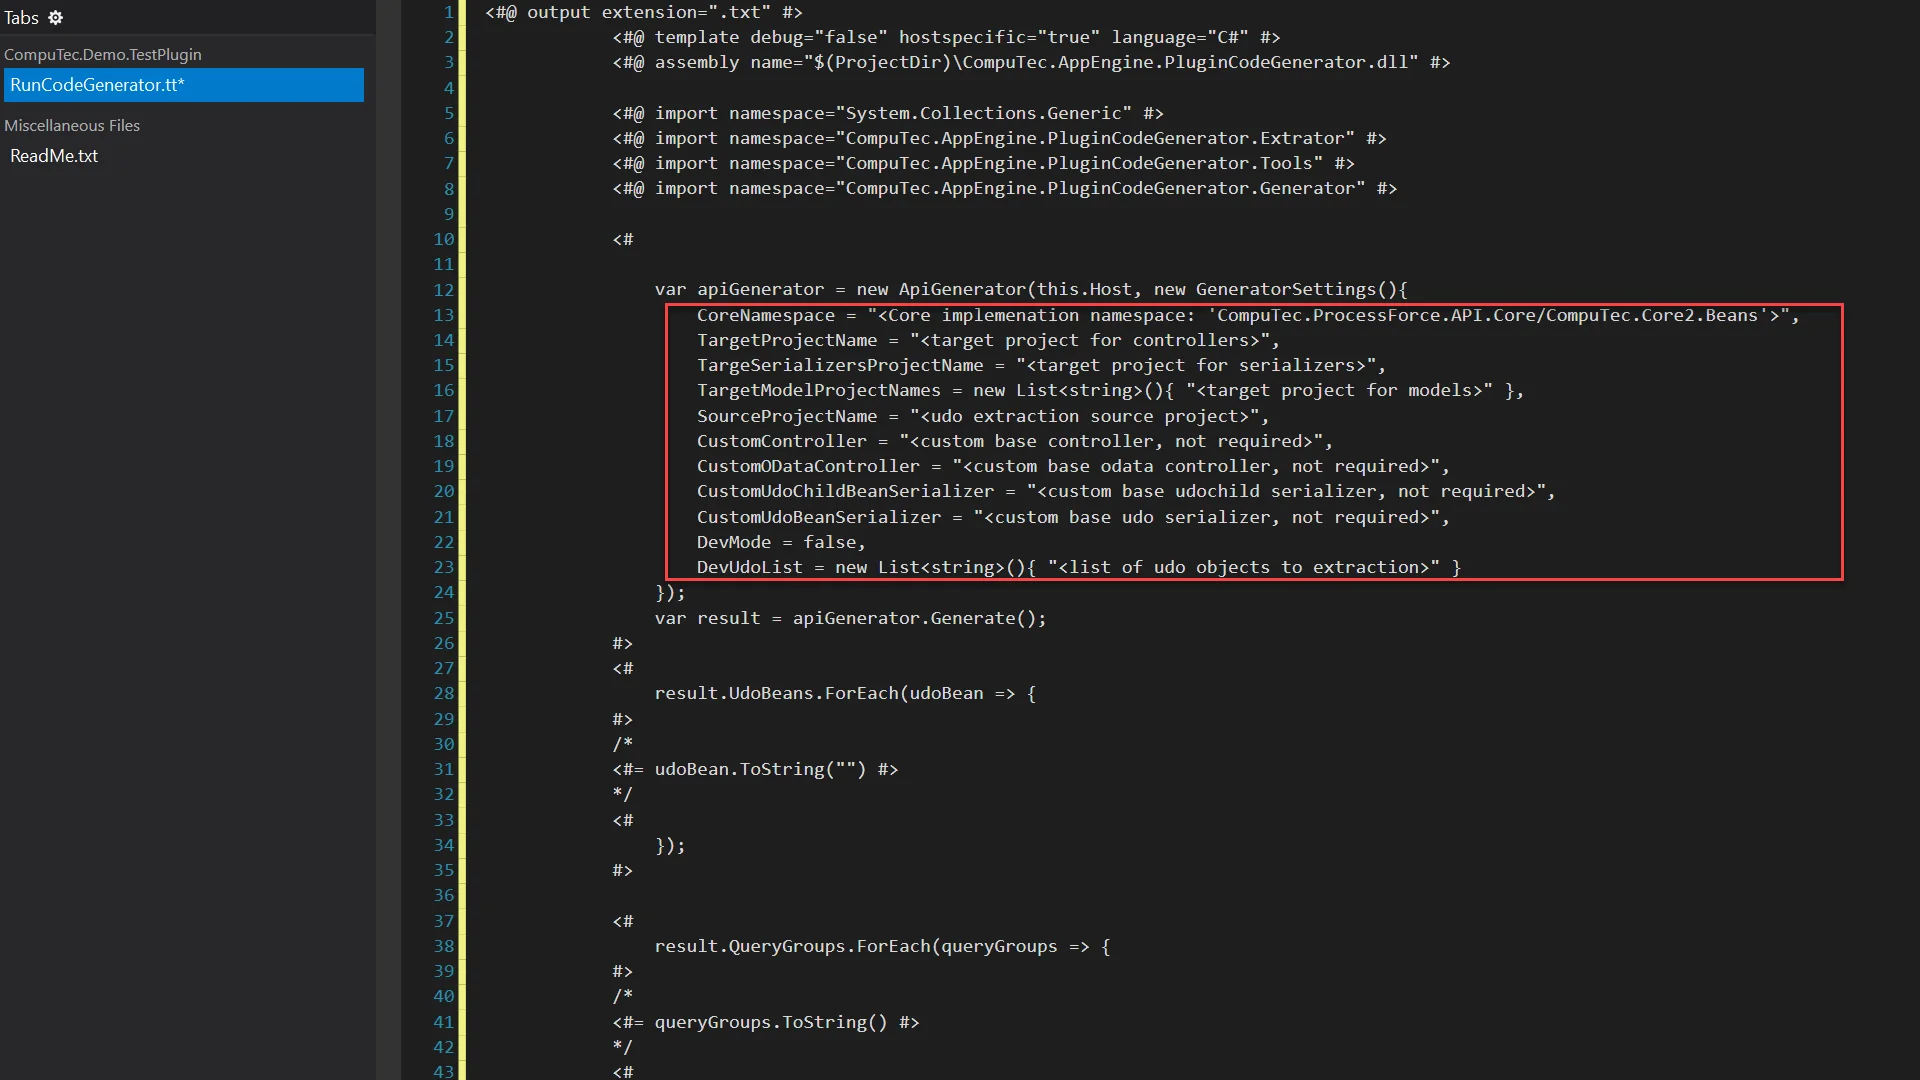 Tabs
CompuTec.Demo.TestPlugin
RunCodeGenerator.tt*
Miscellaneous Files
ReadMe.txt
1 <#@ output extension=".txt" #>
2 <#@ template debug="false" hostspecific="true" language="C#" #>
3 <#@ assembly name="$(ProjectDir)\CompuTec.AppEngine.PluginCodeGenerator.dll" #>
4
5 <#@ import namespace="System.Collections.Generic" #>
6 <#@ import namespace="CompuTec.AppEngine.PluginCodeGenerator.Extrator" #>
7 <#@ import namespace="CompuTec.AppEngine.PluginCodeGenerator.Tools" #>
8 <#@ import namespace="CompuTec.AppEngine.PluginCodeGenerator.Generator" #>
9
10 <#
11
12 var apiGenerator = new ApiGenerator(this.Host, new GeneratorSettings(){
13 CoreNamespace = "<Core implemenation namespace: 'CompuTec.ProcessForce.API.Core/CompuTec.Core2.Beans'>",
14 TargetProjectName = "<target project for controllers>",
15 TargeSerializersProjectName = "<target project for serializers>",
16 TargetModelProjectNames = new List<string>(){ "<target project for models>" },
17 SourceProjectName = "<udo extraction source project>",
18 CustomController = "<custom base controller, not required>",
19 CustomODataController = "<custom base odata controller, not required>",
20 CustomUdoChildBeanSerializer = "<custom base udochild serializer, not required>",
21 CustomUdoBeanSerializer = "<custom base udo serializer, not required>",
22 DevMode = false,
23 DevUdoList = new List<string>(){ "<list of udo objects to extraction>" }
24 });
25 var result = apiGenerator.Generate();
26 #>
27 <#
28 result.UdoBeans.ForEach(udoBean => {
29 #>
30 /*
31 <#= udoBean.ToString("") #>
32 */
33 <#
34 });
35 #>
36
37 <#
38 result.QueryGroups.ForEach(queryGroups => {
39 #>
40 /*
41 <#= queryGroups.ToString() #>
42 */
43 <#